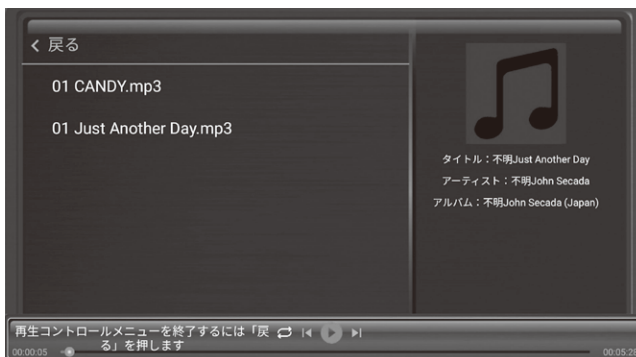 戻る
01 CANDY.mp3
01 Just Another Day.mp3
タイトル：不明Just Another Day
アーティスト：不明John Secada
アルバム：不明John Secada (Japan)
再生コントロールメニューを終了するには「戻
る」を押します
00:00:05